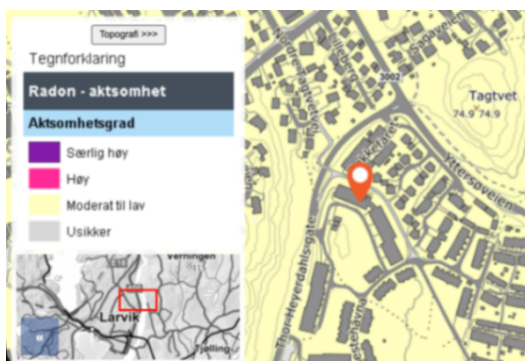 Topografi >>>
Tegnforklaring
Radon - aktsomhet
Aktsomhetsgrad
Særlig høy
Høy
Moderat til lav
Usikker
Larvik
Tjølling
«
3002
Tagtvet
74.9 74.9
Yttersøveien
Thor Heyerdahls gate